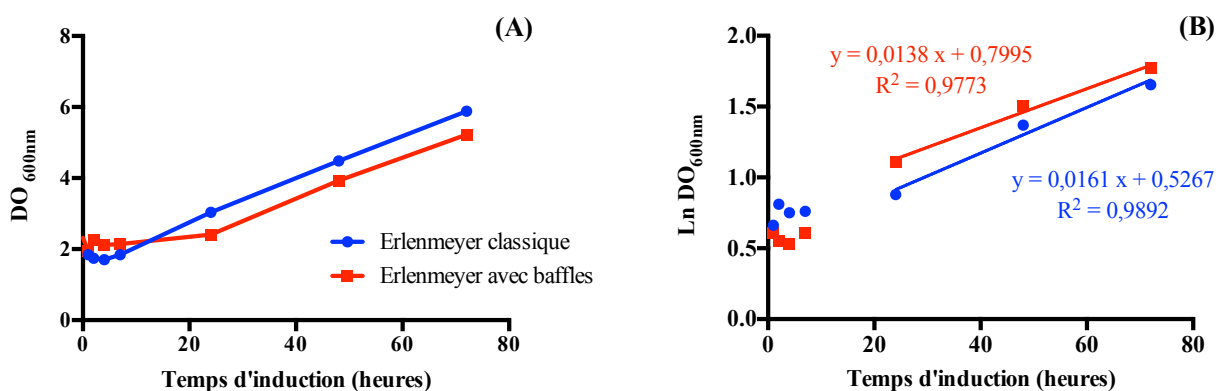 (A)
8
6
4
2
0
DO600nm
Erlenmeyer classique
Erlenmeyer avec baffles
0 20 40 60 80
Temps d'induction (heures)
(B)
2.0
1.5
1.0
0.5
0.0
Ln DO600nm
y = 0,0138 x + 0,7995
R2 = 0,9773
y = 0,0161 x + 0,5267
R2 = 0,9892
0 20 40 60 80
Temps d'induction (heures)